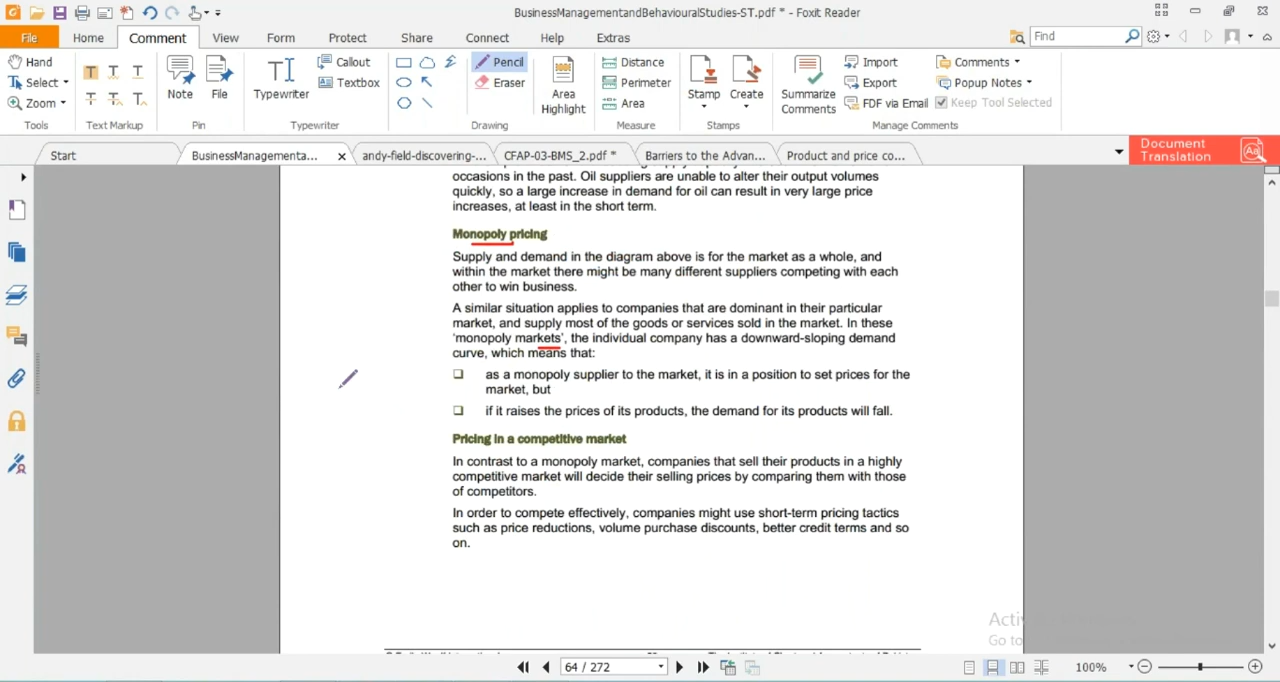 BusinessManagementandBehaviouralStudies-ST.pdf * - Foxit Reader
File Home Comment View Form Protect Share Connect Help Extras Find
Hand Select Zoom Tools
Text Markup
Note File Pin
Typewriter Callout Textbox Typewriter
Pencil Eraser Area Highlight Drawing
Distance Perimeter Area Measure
Stamp Create Stamps
Summarize Comments Import Export FDF via Email Comments Popup Notes Keep Tool Selected Manage Comments
Start BusinessManagementa... x andy-field-discovering-... CFAP-03-BMS_2.pdf * Barriers to the Advan... Product and price co... Document Translation
occasions in the past. Oil suppliers are unable to alter their output volumes
quickly, so a large increase in demand for oil can result in very large price
increases, at least in the short term.
Monopoly pricing
Supply and demand in the diagram above is for the market as a whole, and
within the market there might be many different suppliers competing with each
other to win business.
A similar situation applies to companies that are dominant in their particular
market, and supply most of the goods or services sold in the market. In these
‘monopoly markets’, the individual company has a downward-sloping demand
curve, which means that:
as a monopoly supplier to the market, it is in a position to set prices for the
market, but
if it raises the prices of its products, the demand for its products will fall.
Pricing in a competitive market
In contrast to a monopoly market, companies that sell their products in a highly
competitive market will decide their selling prices by comparing them with those
of competitors.
In order to compete effectively, companies might use short-term pricing tactics
such as price reductions, volume purchase discounts, better credit terms and so
on.
Go to
64 / 272 100%